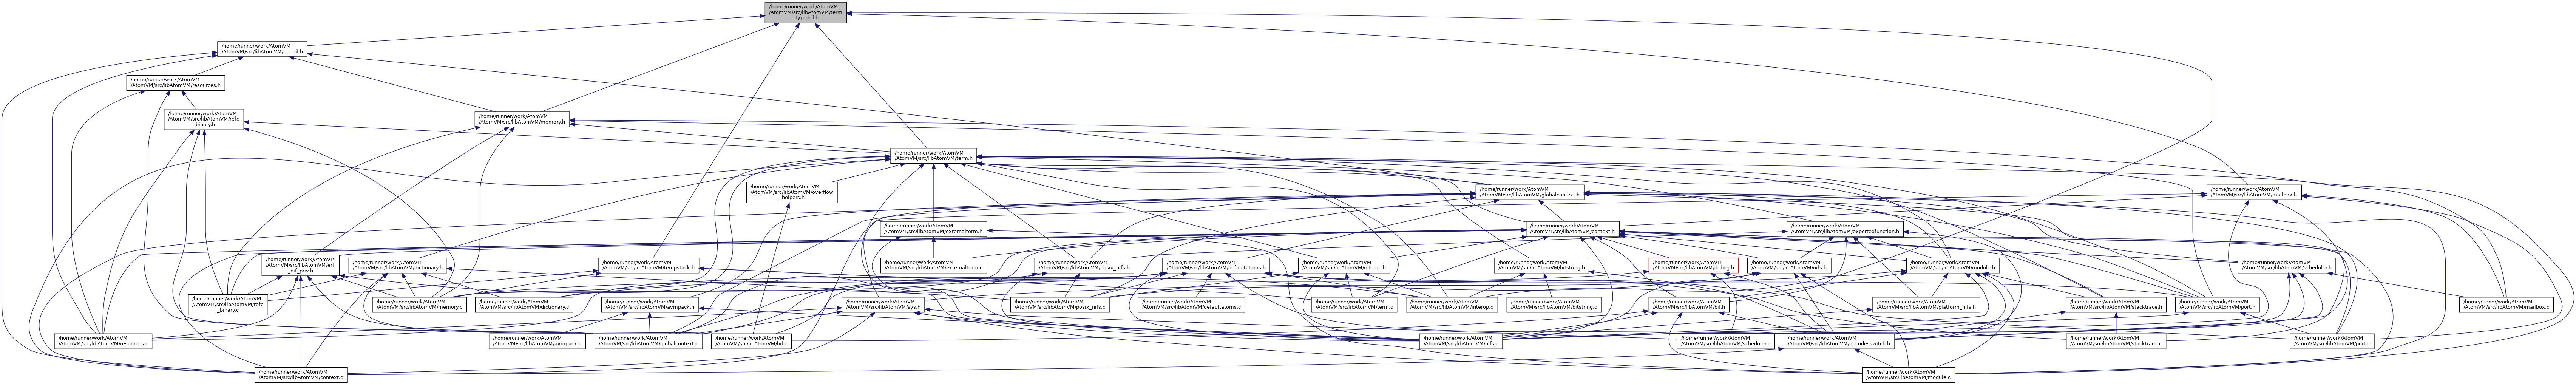 /home/runner/work/AtomVM
/AtomVM/src/libAtomVM/term
_typedef.h
/home/runner/work/AtomVM
/AtomVM/src/libAtomVM/erl_nif.h
/home/runner/work/AtomVM
/AtomVM/src/libAtomVM/resources.h
/home/runner/work/AtomVM
/AtomVM/src/libAtomVM/refc
_binary.h
/home/runner/work/AtomVM
/AtomVM/src/libAtomVM/memory.h
/home/runner/work/AtomVM
/AtomVM/src/libAtomVM/term.h
/home/runner/work/AtomVM
/AtomVM/src/libAtomVM/overflow
_helpers.h
/home/runner/work/AtomVM
/AtomVM/src/libAtomVM/globalcontext.h
/home/runner/work/AtomVM
/AtomVM/src/libAtomVM/mailbox.h
/home/runner/work/AtomVM
/AtomVM/src/libAtomVM/externalterm.h
/home/runner/work/AtomVM
/AtomVM/src/libAtomVM/context.h
/home/runner/work/AtomVM
/AtomVM/src/libAtomVM/exportedfunction.h
/home/runner/work/AtomVM
/AtomVM/src/libAtomVM/erl
_nif_priv.h
/home/runner/work/AtomVM
/AtomVM/src/libAtomVM/dictionary.h
/home/runner/work/AtomVM
/AtomVM/src/libAtomVM/tempstack.h
/home/runner/work/AtomVM
/AtomVM/src/libAtomVM/externalterm.c
/home/runner/work/AtomVM
/AtomVM/src/libAtomVM/posix_nifs.h
/home/runner/work/AtomVM
/AtomVM/src/libAtomVM/defaultatoms.h
/home/runner/work/AtomVM
/AtomVM/src/libAtomVM/interop.h
/home/runner/work/AtomVM
/AtomVM/src/libAtomVM/bitstring.h
/home/runner/work/AtomVM
/AtomVM/src/libAtomVM/debug.h
/home/runner/work/AtomVM
/AtomVM/src/libAtomVM/nifs.h
/home/runner/work/AtomVM
/AtomVM/src/libAtomVM/module.h
/home/runner/work/AtomVM
/AtomVM/src/libAtomVM/scheduler.h
/home/runner/work/AtomVM
/AtomVM/src/libAtomVM/refc
_binary.c
/home/runner/work/AtomVM
/AtomVM/src/libAtomVM/memory.c
/home/runner/work/AtomVM
/AtomVM/src/libAtomVM/dictionary.c
/home/runner/work/AtomVM
/AtomVM/src/libAtomVM/avmpack.h
/home/runner/work/AtomVM
/AtomVM/src/libAtomVM/sys.h
/home/runner/work/AtomVM
/AtomVM/src/libAtomVM/posix_nifs.c
/home/runner/work/AtomVM
/AtomVM/src/libAtomVM/defaultatoms.c
/home/runner/work/AtomVM
/AtomVM/src/libAtomVM/term.c
/home/runner/work/AtomVM
/AtomVM/src/libAtomVM/interop.c
/home/runner/work/AtomVM
/AtomVM/src/libAtomVM/bitstring.c
/home/runner/work/AtomVM
/AtomVM/src/libAtomVM/bif.h
/home/runner/work/AtomVM
/AtomVM/src/libAtomVM/platform_nifs.h
/home/runner/work/AtomVM
/AtomVM/src/libAtomVM/stacktrace.h
/home/runner/work/AtomVM
/AtomVM/src/libAtomVM/port.h
/home/runner/work/AtomVM
/AtomVM/src/libAtomVM/mailbox.c
/home/runner/work/AtomVM
/AtomVM/src/libAtomVM/resources.c
/home/runner/work/AtomVM
/AtomVM/src/libAtomVM/avmpack.c
/home/runner/work/AtomVM
/AtomVM/src/libAtomVM/globalcontext.c
/home/runner/work/AtomVM
/AtomVM/src/libAtomVM/bif.c
/home/runner/work/AtomVM
/AtomVM/src/libAtomVM/nifs.c
/home/runner/work/AtomVM
/AtomVM/src/libAtomVM/scheduler.c
/home/runner/work/AtomVM
/AtomVM/src/libAtomVM/opcodesswitch.h
/home/runner/work/AtomVM
/AtomVM/src/libAtomVM/stacktrace.c
/home/runner/work/AtomVM
/AtomVM/src/libAtomVM/port.c
/home/runner/work/AtomVM
/AtomVM/src/libAtomVM/context.c
/home/runner/work/AtomVM
/AtomVM/src/libAtomVM/module.c